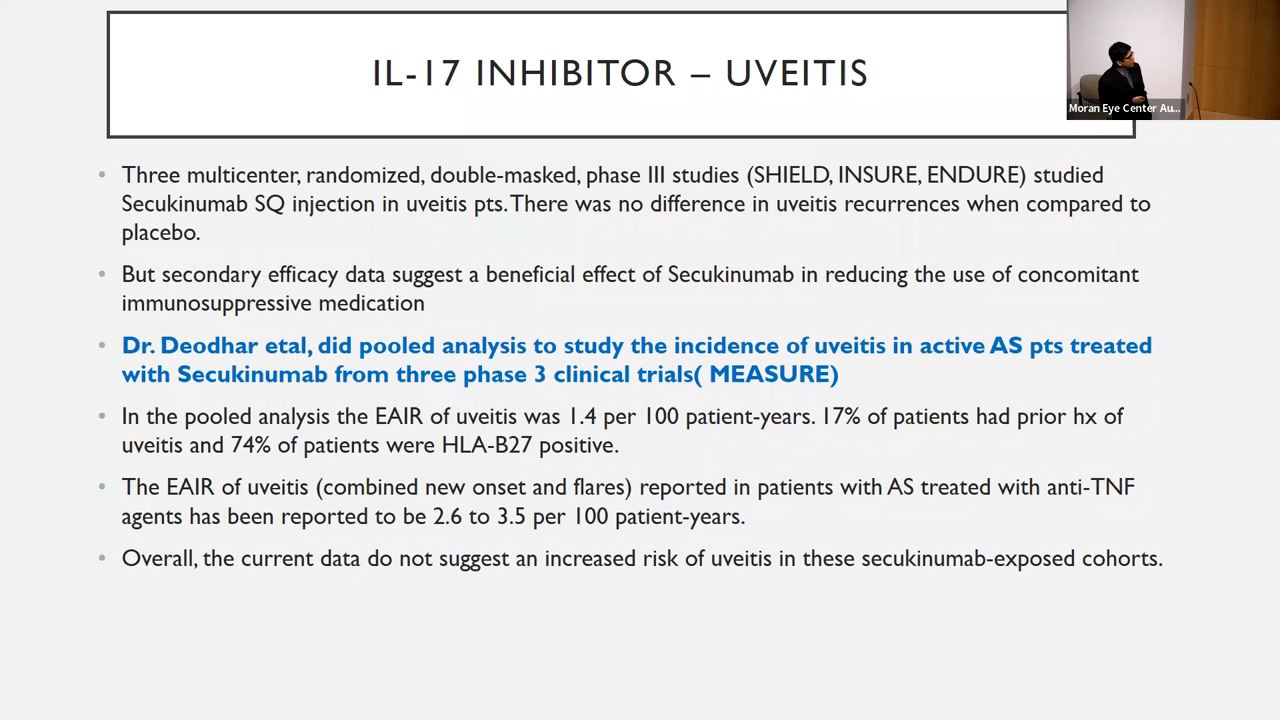 IL-17 INHIBITOR – UVEITIS
Moran Eye Center Au...
• Three multicenter, randomized, double-masked, phase III studies (SHIELD, INSURE, ENDURE) studied
Secukinumab SQ injection in uveitis pts. There was no difference in uveitis recurrences when compared to
placebo.
• But secondary efficacy data suggest a beneficial effect of Secukinumab in reducing the use of concomitant
immunosuppressive medication
• Dr. Deodhar etal, did pooled analysis to study the incidence of uveitis in active AS pts treated
with Secukinumab from three phase 3 clinical trials( MEASURE)
• In the pooled analysis the EAIR of uveitis was 1.4 per 100 patient-years. 17% of patients had prior hx of
uveitis and 74% of patients were HLA-B27 positive.
• The EAIR of uveitis (combined new onset and flares) reported in patients with AS treated with anti-TNF
agents has been reported to be 2.6 to 3.5 per 100 patient-years.
• Overall, the current data do not suggest an increased risk of uveitis in these secukinumab-exposed cohorts.